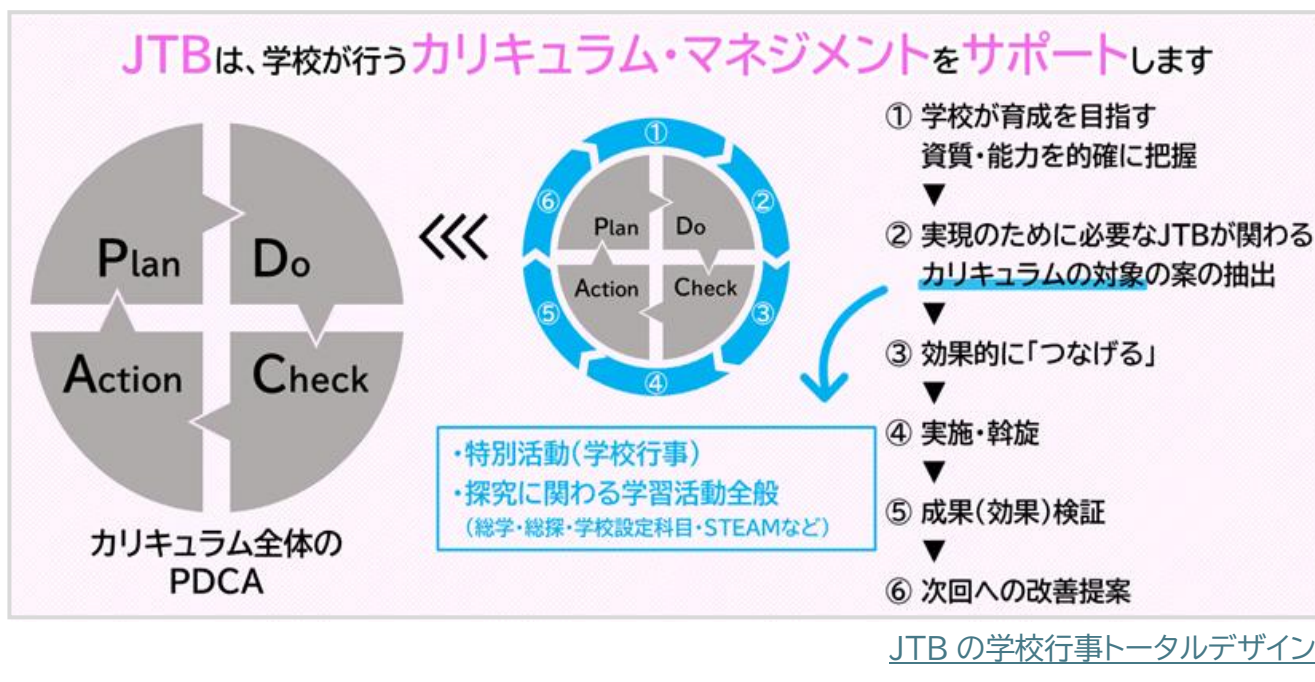 JTBは、学校が行うカリキュラム・マネジメントをサポートします
Plan
Do
Action
Check
カリキュラム全体の
PDCA
①
②
③
④
⑤
⑥
Plan
Do
Action
Check
・特別活動(学校行事)
・探究に関わる学習活動全般
(総学・総探・学校設定科目・STEAMなど)
① 学校が育成を目指す
資質・能力を的確に把握
▼
② 実現のために必要なJTBが関わる
カリキュラムの対象の案の抽出
▼
③ 効果的に「つなげる」
▼
④ 実施・斡旋
▼
⑤ 成果(効果)検証
▼
⑥ 次回への改善提案
JTB の学校行事トータルデザイン